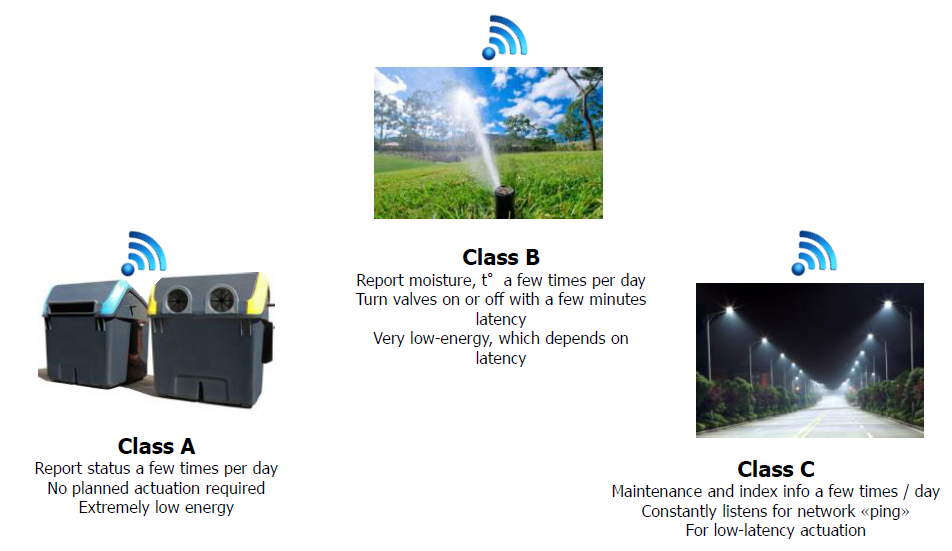 Class B
Report moisture, t° a few times per day
Turn valves on or off with a few minutes
latency
Very low-energy, which depends on
latency
Class A
Report status a few times per day
No planned actuation required
Extremely low energy
Class C
Maintenance and index info a few times / day
Constantly listens for network «ping»
For low-latency actuation